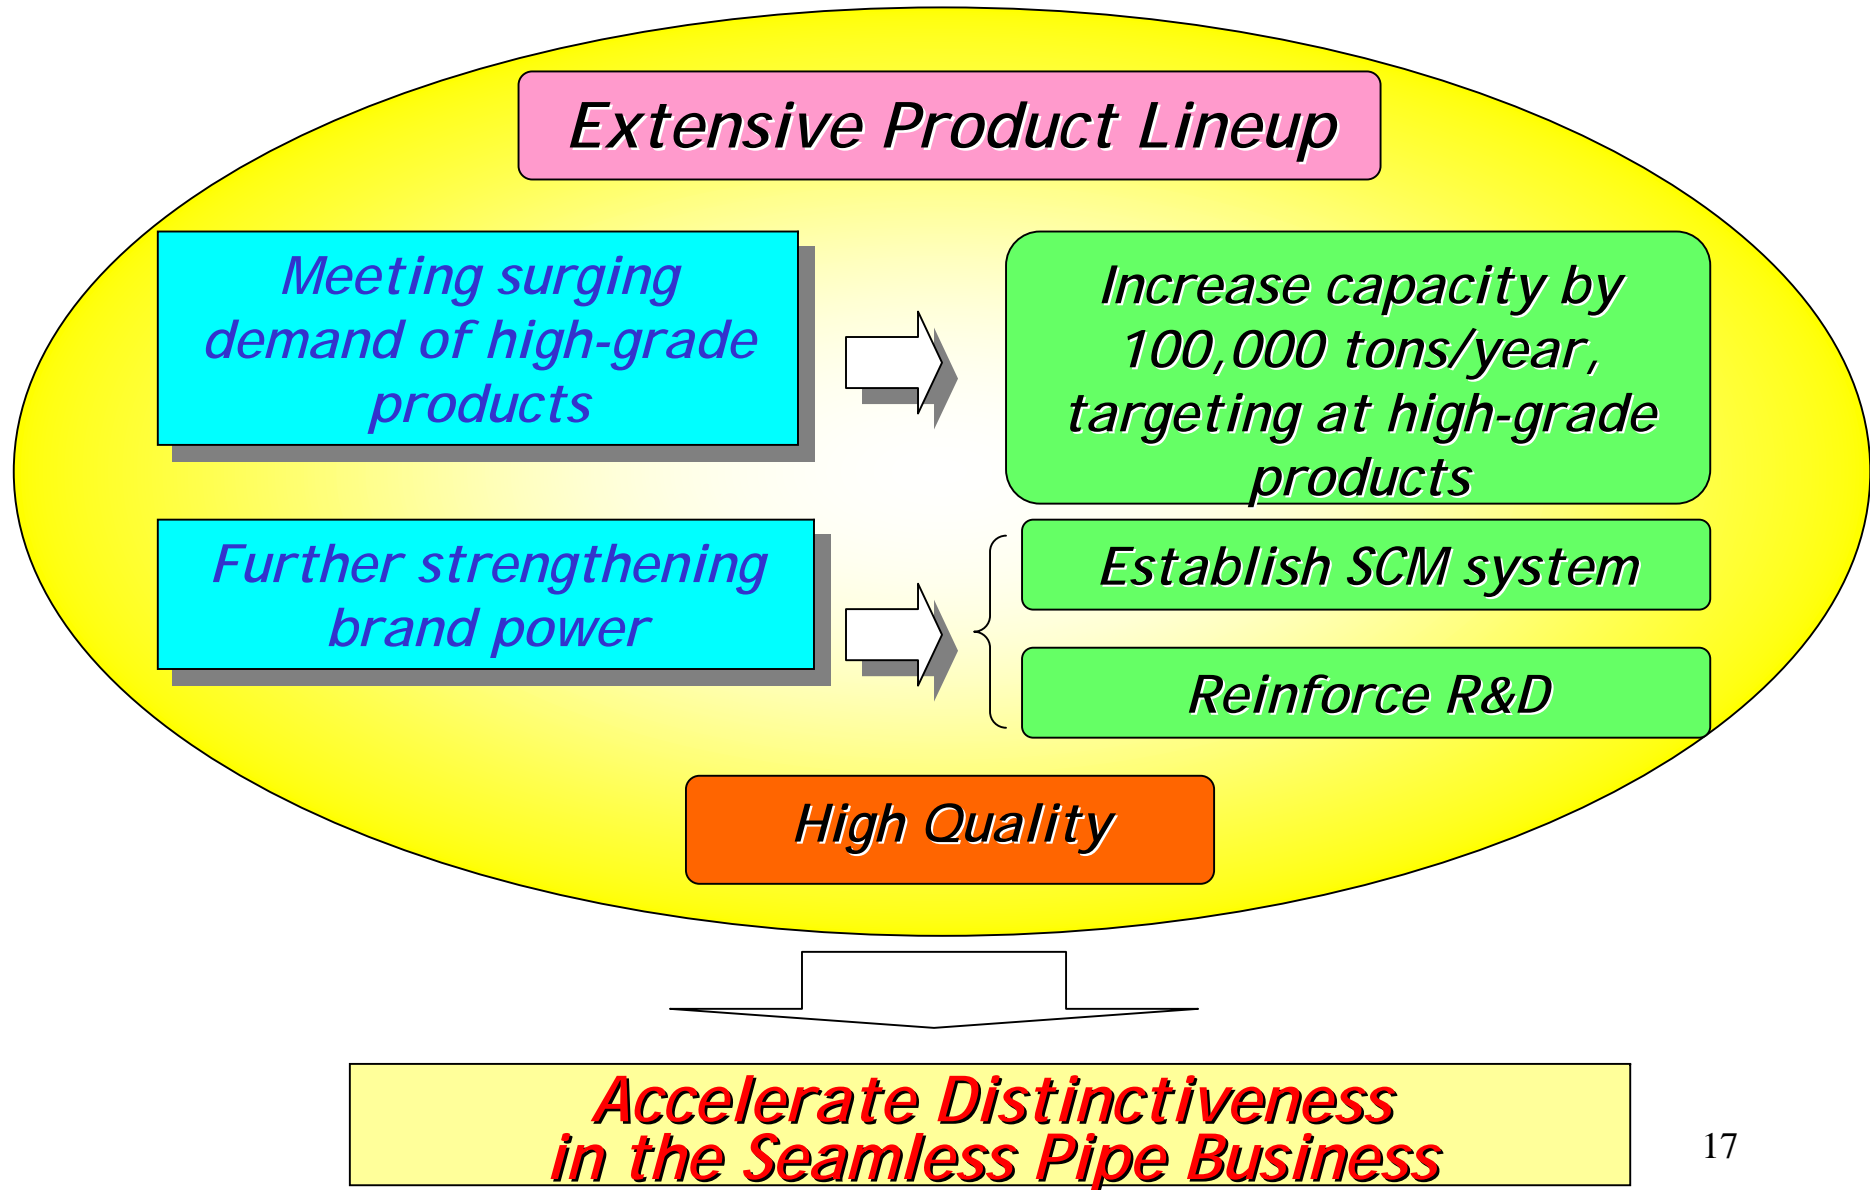 Extensive Product Lineup
Meeting surging
demand of high-grade
products
Increase capacity by
100,000 tons/year,
targeting at high-grade
products
Further strengthening
brand power
Establish SCM system
Reinforce R&D
High Quality
Accelerate Distinctiveness
in the Seamless Pipe Business
17